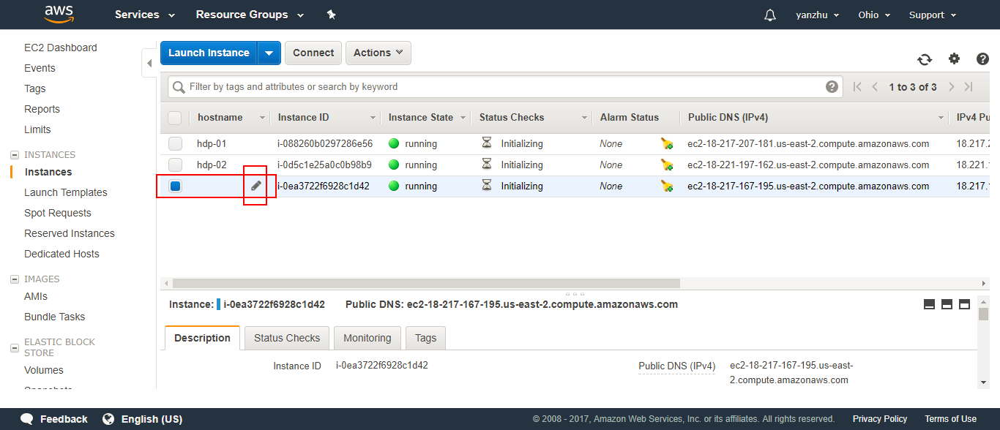 aws Services Resource Groups yanzhu Ohio Support
EC2 Dashboard
Events
Tags
Reports
Limits
INSTANCES
Instances
Launch Templates
Spot Requests
Reserved Instances
Dedicated Hosts
IMAGES
AMIs
Bundle Tasks
ELASTIC BLOCK
STORE
Volumes
Snapshots
Launch Instance Connect Actions
Filter by tags and attributes or search by keyword 1 to 3 of 3
hostname Instance ID Instance State Status Checks Alarm Status Public DNS (IPv4) IPv4 Pu
hdp-01 i-088260b0297286e56 running Initializing None ec2-18-217-207-181.us-east-2.compute.amazonaws.com 18.217.2
hdp-02 i-0d5c1e25a0c0b98b9 running Initializing None ec2-18-221-197-162.us-east-2.compute.amazonaws.com 18.221.
i-0ea3722f6928c1d42 running Initializing None ec2-18-217-167-195.us-east-2.compute.amazonaws.com 18.217.
Instance: i-0ea3722f6928c1d42 Public DNS: ec2-18-217-167-195.us-east-2.compute.amazonaws.com
Description Status Checks Monitoring Tags
Instance ID i-0ea3722f6928c1d42 Public DNS (IPv4) ec2-18-217-167-195.us-east-
2.compute.amazonaws.com
Feedback English (US) © 2008 - 2017, Amazon Web Services, Inc. or its affiliates. All rights reserved. Privacy Policy Terms of Use